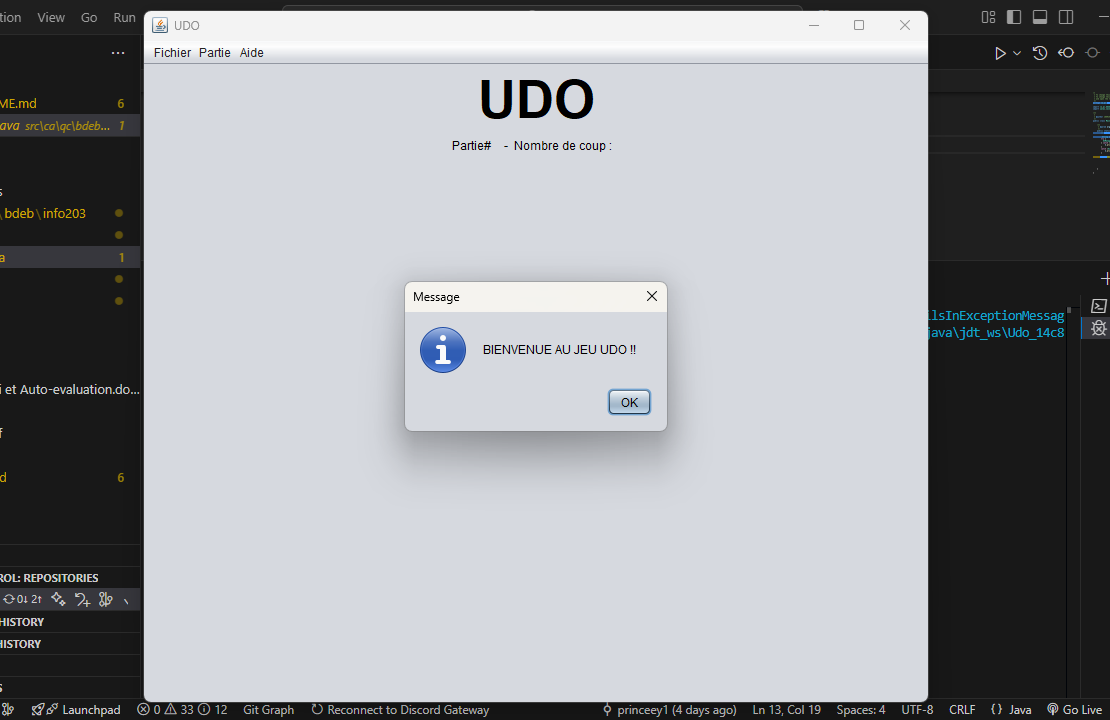 tion View Go Run
UDO
Fichier Partie Aide
UDO
Partie# - Nombre de coup :
Message
BIENVENUE AU JEU UDO !!
OK
ME.md 6
ava src\ca\qc\bdeb... 1
s
\bdeb\info203
a 1
i et Auto-evaluation.do...
f
d 6
ROL: REPOSITORIES
0↓ 2↑
HISTORY
HISTORY
S
llsInExceptionMessag
java\jdt_ws\Udo_14c8
Launchpad 0 33 12 Git Graph Reconnect to Discord Gateway princeey1 (4 days ago) Ln 13, Col 19 Spaces: 4 UTF-8 CRLF {} Java Go Live